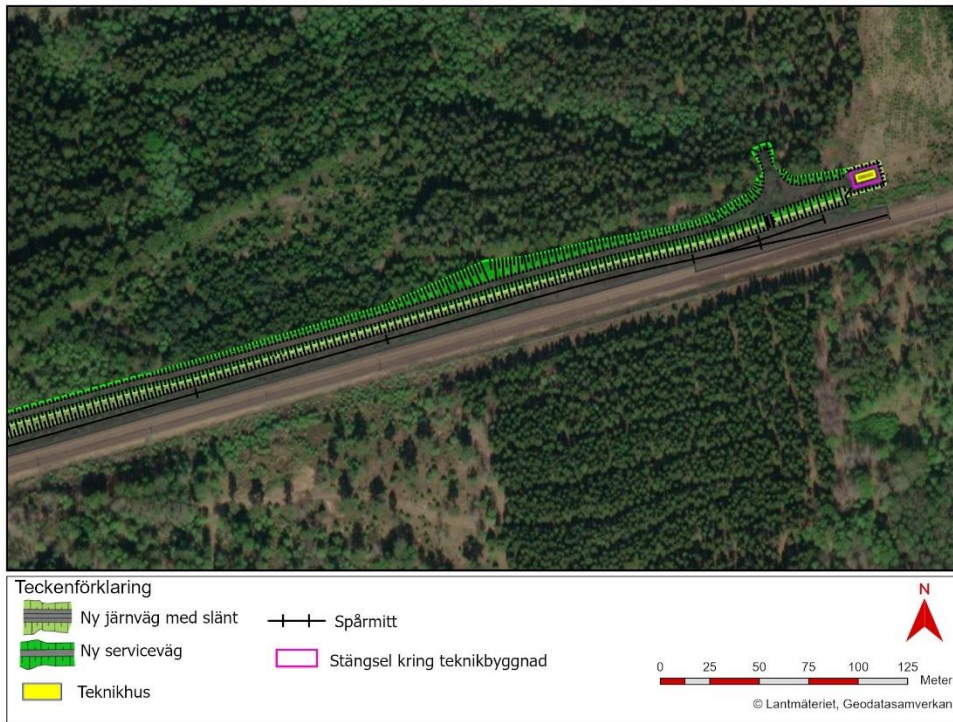 Teckenförklaring
Ny järnväg med slänt
Ny serviceväg
Teknikhus
Spårmitt
Stängsel kring teknikbyggnad
N
0 25 50 75 100 125
Meter
© Lantmäteriet, Geodatasamverkan